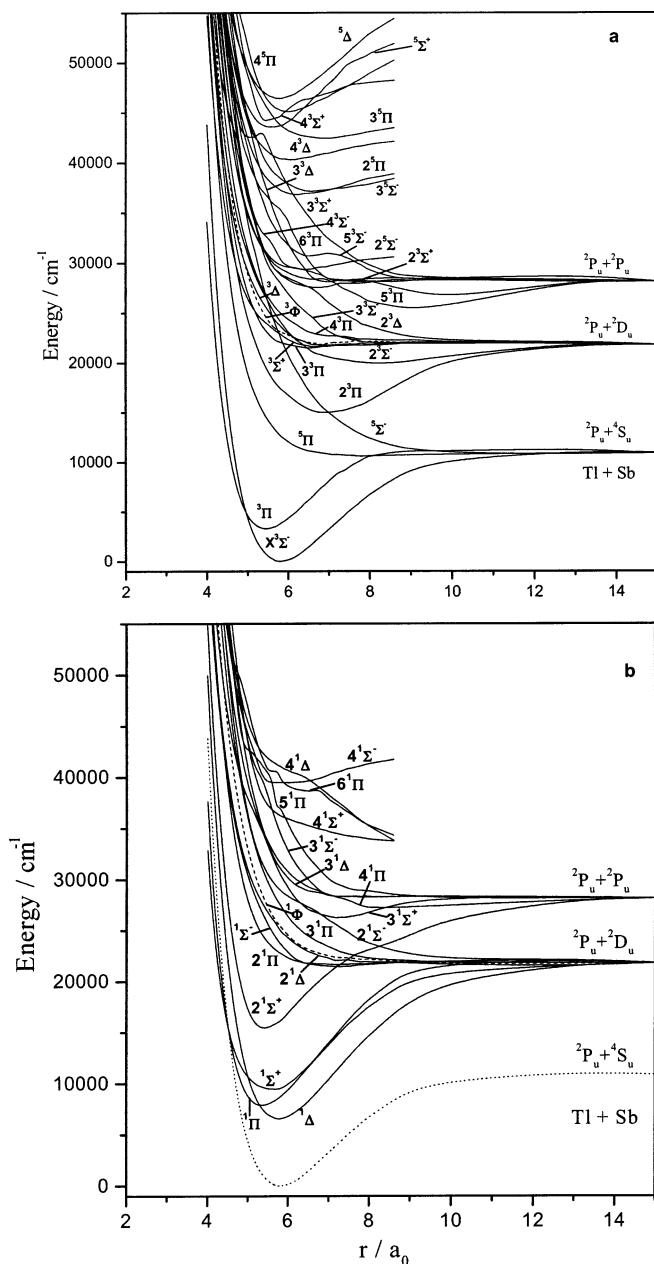 a
50000
40000
30000
20000
10000
0
Energy / cm⁻¹
⁵Δ
⁵Σ⁺
4⁵Π
4³Σ⁺
3⁵Π
4³Δ
2⁵Π
3³Δ
3⁵Σ⁻
3³Σ⁺
4³Σ⁻
6³Π
5³Σ⁻
2⁵Σ⁻
2³Σ⁺
²Pᵤ+²Pᵤ
³Δ
5³Π
³Φ
3³Σ⁻
4³Π
2³Δ
²Pᵤ+²Dᵤ
³Σ⁺
3³Π
2³Σ⁻
2³Π
⁵Σ⁻
⁵Π
²Pᵤ+⁴Sᵤ
Tl + Sb
³Π
X³Σ⁻
2 4 6 8 10 12 14
b
50000
40000
30000
20000
10000
0
Energy / cm⁻¹
4¹Δ
4¹Σ⁻
6¹Π
5¹Π
4¹Σ⁺
3¹Σ⁻
3¹Δ
4¹Π
²Pᵤ+²Pᵤ
¹Φ
3¹Σ⁺
¹Σ⁻
3¹Π
2¹Σ⁻
²Pᵤ+²Dᵤ
2¹Π
2¹Δ
2¹Σ⁺
¹Σ⁺
²Pᵤ+⁴Sᵤ
¹Π
¹Δ
Tl + Sb
2 4 6 8 10 12 14
r / a₀